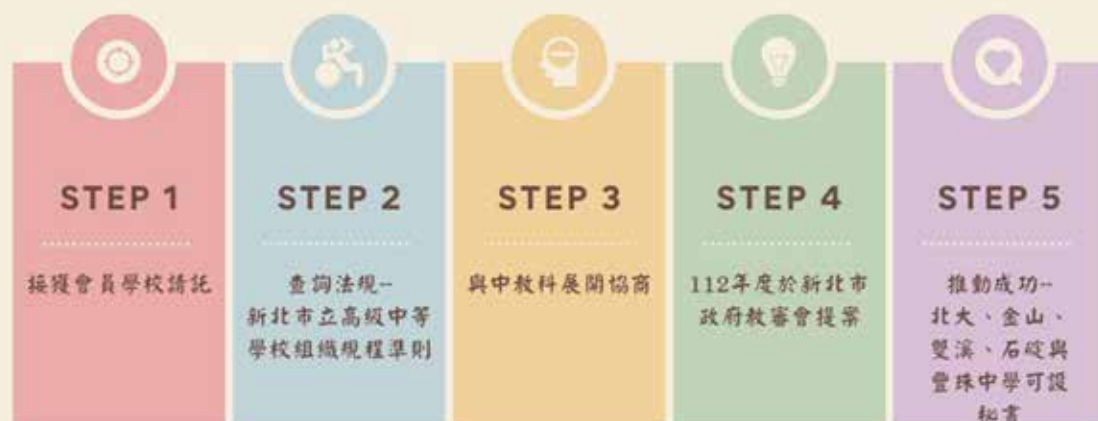 STEP 1
接獲會員學校請託
STEP 2
查詢法規--
新北市立高級中等
學校組織規程準則
STEP 3
與中教科展開協商
STEP 4
112年度於新北市
政府教審會提案
STEP 5
推動成功--
北大、金山、
雙溪、石碇與
豐珠中學可設
秘書